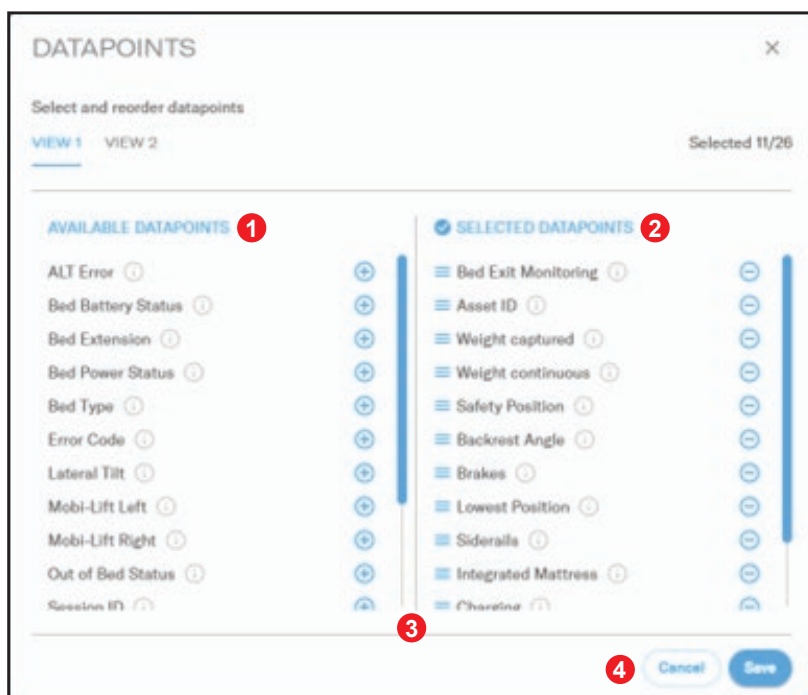 DATAPOINTS
Select and reorder datapoints
VIEW 1 VIEW 2 Selected 11/26
AVAILABLE DATAPOINTS 1
ALT Error
Bed Battery Status
Bed Extension
Bed Power Status
Bed Type
Error Code
Lateral Tilt
Mobi-Lift Left
Mobi-Lift Right
Out of Bed Status
Session ID
SELECTED DATAPOINTS 2
Bed Exit Monitoring
Asset ID
Weight captured
Weight continuous
Safety Position
Backrest Angle
Brakes
Lowest Position
Siderails
Integrated Mattress
Charging
3
4 Cancel Save